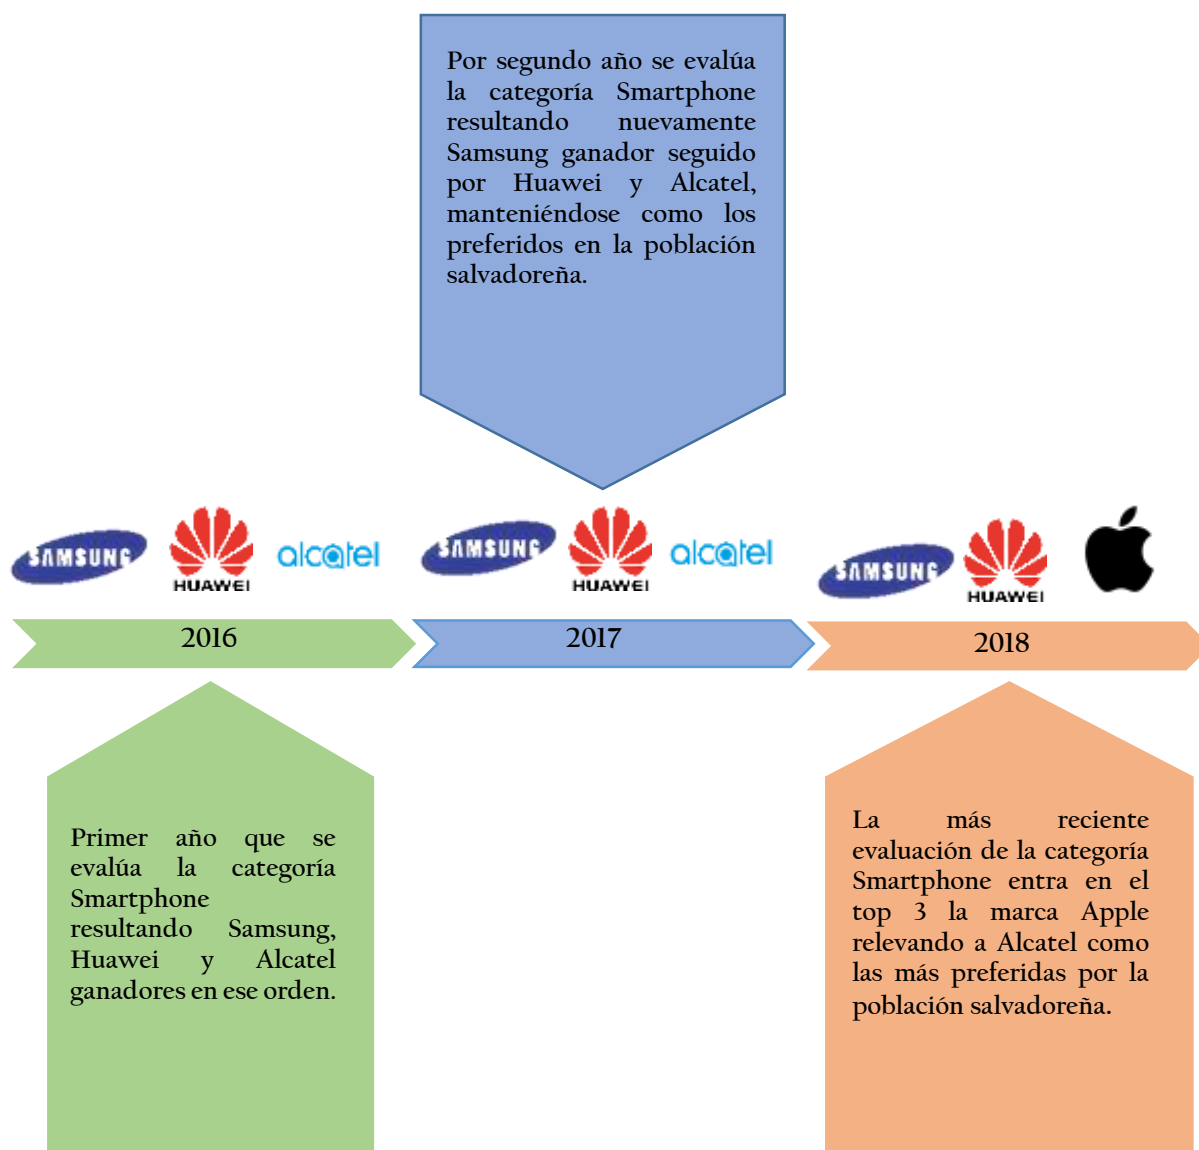 Por segundo año se evalúa
la categoría Smartphone
resultando nuevamente
Samsung ganador seguido
por Huawei y Alcatel,
manteniéndose como los
preferidos en la población
salvadoreña.
SAMSUNG
HUAWEI
alcatel
SAMSUNG
HUAWEI
alcatel
SAMSUNG
HUAWEI
2016
2017
2018
Primer año que se
evalúa la categoría
Smartphone
resultando Samsung,
Huawei y Alcatel
ganadores en ese orden.
La más reciente
evaluación de la categoría
Smartphone entra en el
top 3 la marca Apple
relevando a Alcatel como
las más preferidas por la
población salvadoreña.